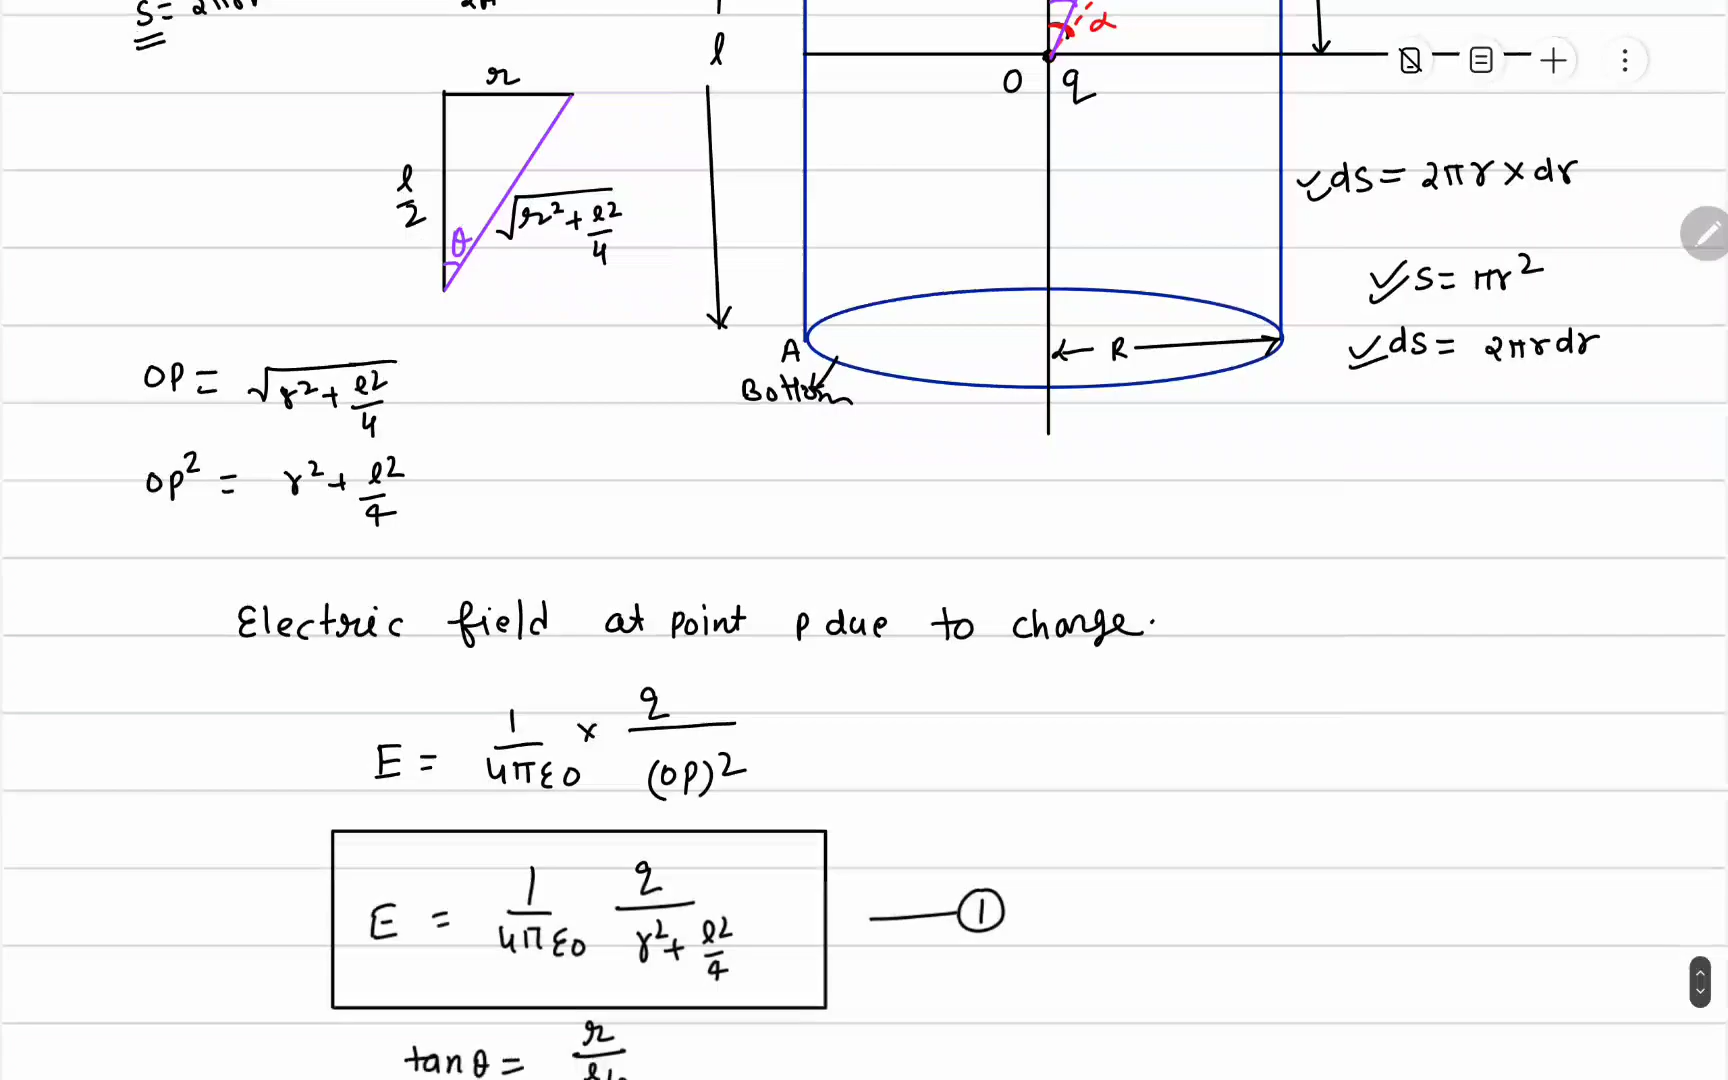 l
r
O q
α
l/2
θ
√r²+l²/4
dS = 2πr × dr
S = πr²
dS = 2πrdr
A
R
Bottom
OP = √r²+l²/4
OP² = r²+l²/4
Electric field at point P due to charge.
E = 1/4πε0 × q/(OP)²
E = 1/4πε0 q/r²+l²/4 —— 1
tanθ = r